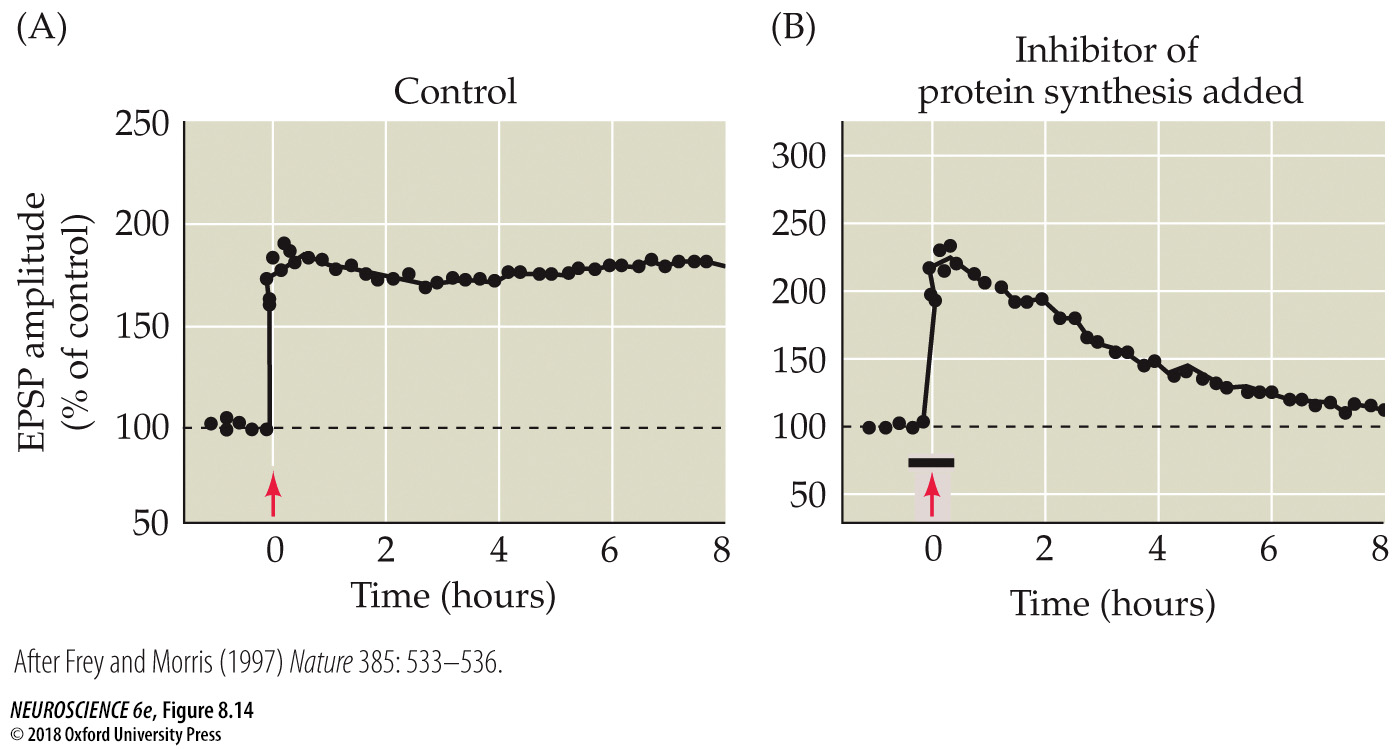 (A)
Control
EPSP amplitude
(% of control)
250
200
150
100
50
0 2 4 6 8
Time (hours)
(B)
Inhibitor of
protein synthesis added
300
250
200
150
100
50
0 2 4 6 8
Time (hours)
After Frey and Morris (1997) Nature 385: 533–536.
NEUROSCIENCE 6e, Figure 8.14
© 2018 Oxford University Press